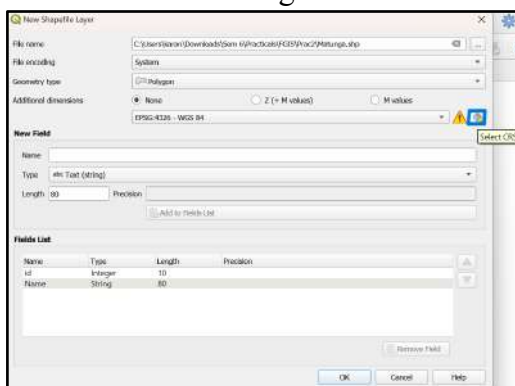 New Shapefile Layer
File name C:\Users\karan\Downloads\Sem 6\Practicals\FGIS\Prac2\Matunga.shp
File encoding System
Geometry type Polygon
Additional dimensions None Z (+ M values) M values
EPSG:4326 - WGS 84
Select CRS
New Field
Name
Type abc Text (string)
Length 80 Precision
Add to Fields List
Fields List
Name Type Length Precision
id Integer 10
Name String 80
Remove Field
OK Cancel Help